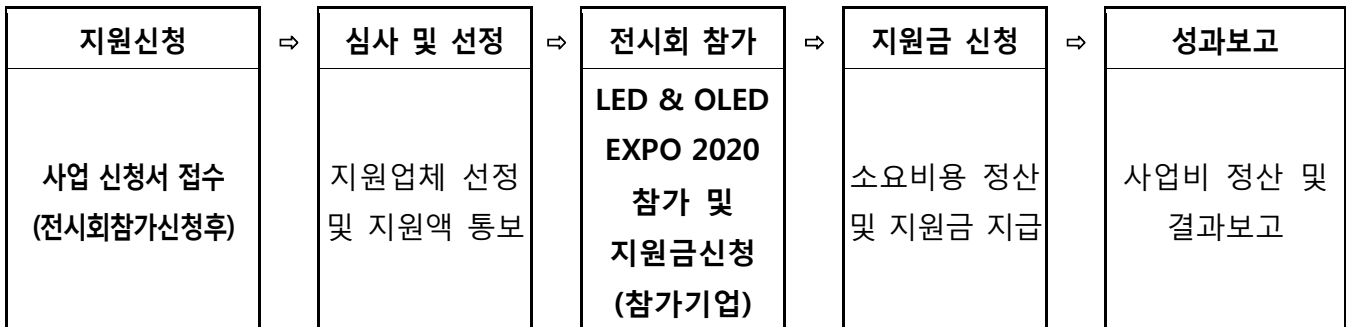 지원신청 ⇨ 심사 및 선정 ⇨ 전시회 참가 ⇨ 지원금 신청 ⇨ 성과보고
사업 신청서 접수
(전시회참가신청후)
지원업체 선정
및 지원액 통보
LED & OLED
EXPO 2020
참가 및
지원금신청
(참가기업)
소요비용 정산
및 지원금 지급
사업비 정산 및
결과보고